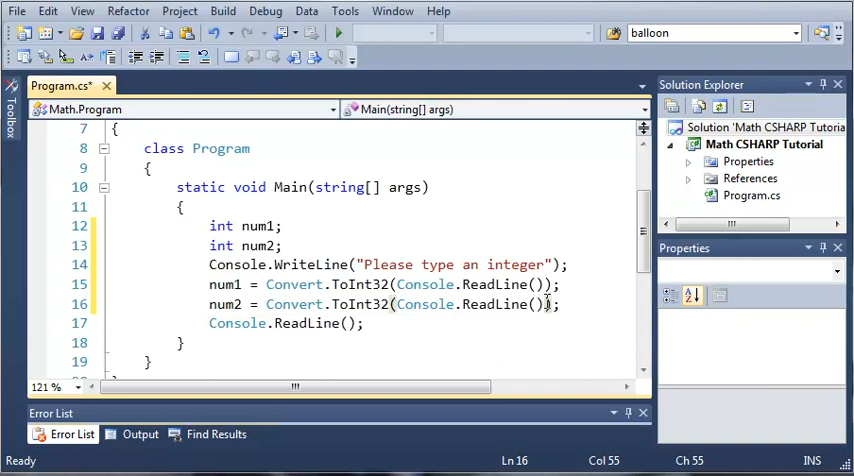 File Edit View Refactor Project Build Debug Data Tools Test Window Help
balloon
Program.cs*
Math.Program
Main(string[] args)
7 {
8 class Program
9 {
10 static void Main(string[] args)
11 {
12 int num1;
13 int num2;
14 Console.WriteLine("Please type an integer");
15 num1 = Convert.ToInt32(Console.ReadLine());
16 num2 = Convert.ToInt32(Console.ReadLine());
17 Console.ReadLine();
18 }
19 }
121 %
Toolbox
Solution Explorer
Solution 'Math CSHARP Tutorial
Math CSHARP Tutorial
Properties
References
Program.cs
Properties
Error List
Error List Output Find Results
Ready Ln 16 Col 55 Ch 55 INS